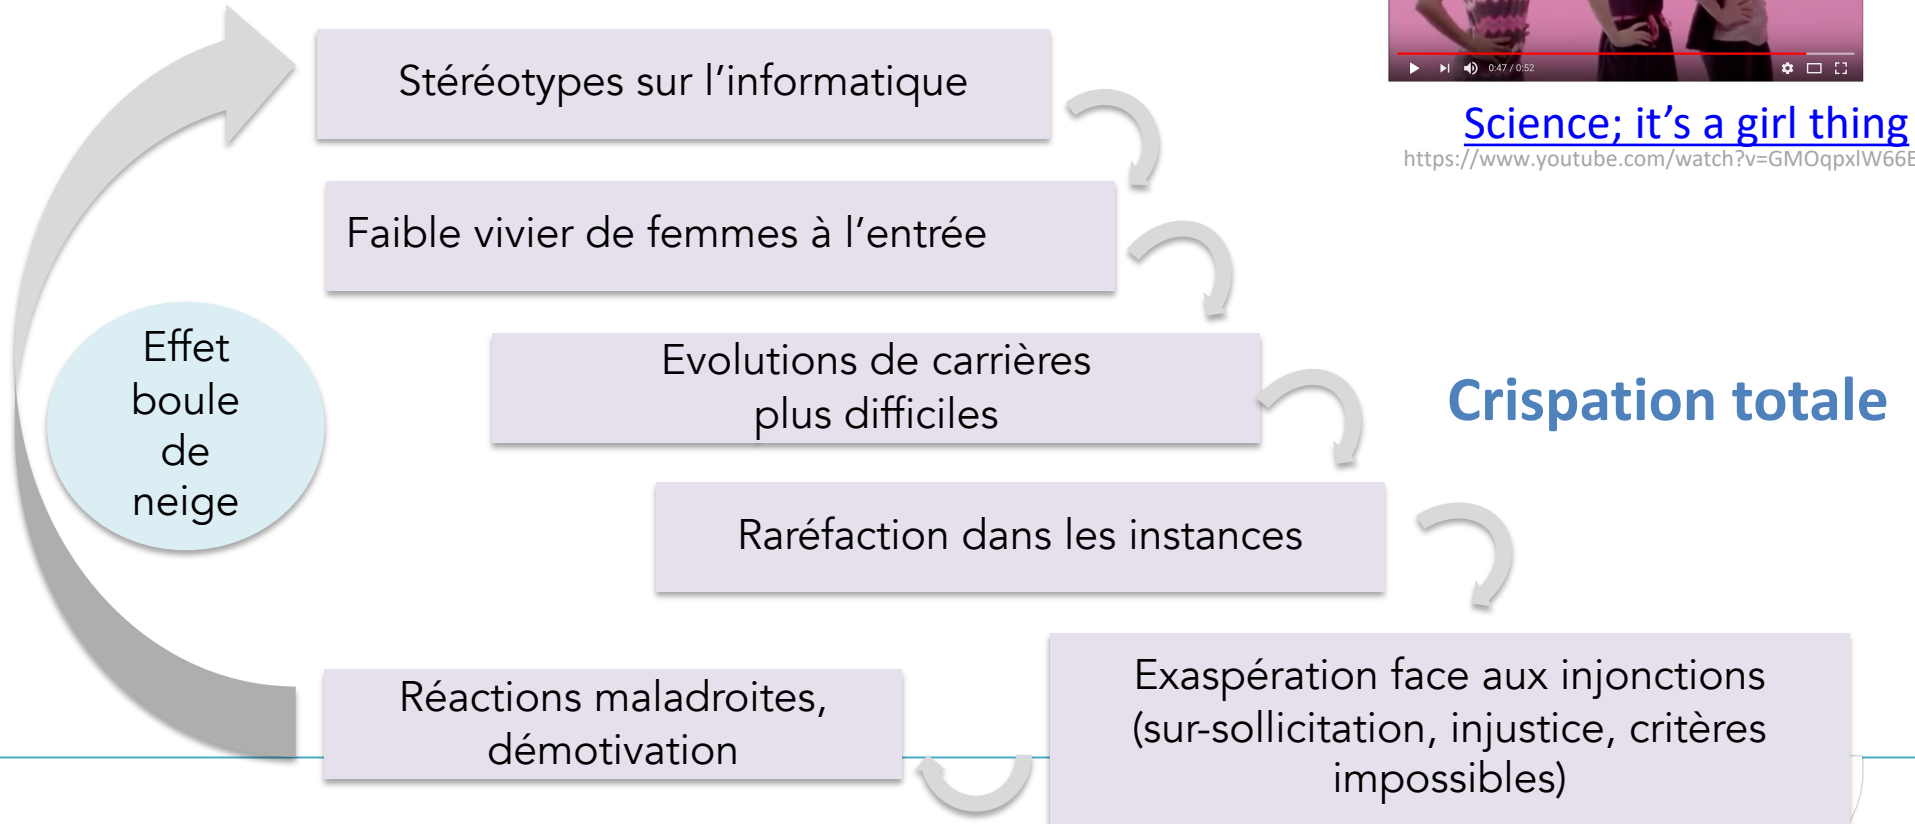 0:47 / 0:52
Science; it’s a girl thing
https://www.youtube.com/watch?v=GMOqpxlW66E
Stéréotypes sur l’informatique
Faible vivier de femmes à l’entrée
Evolutions de carrières
plus difficiles
Raréfaction dans les instances
Exaspération face aux injonctions
(sur-sollicitation, injustice, critères
impossibles)
Réactions maladroites,
démotivation
Effet
boule
de
neige
Crispation totale